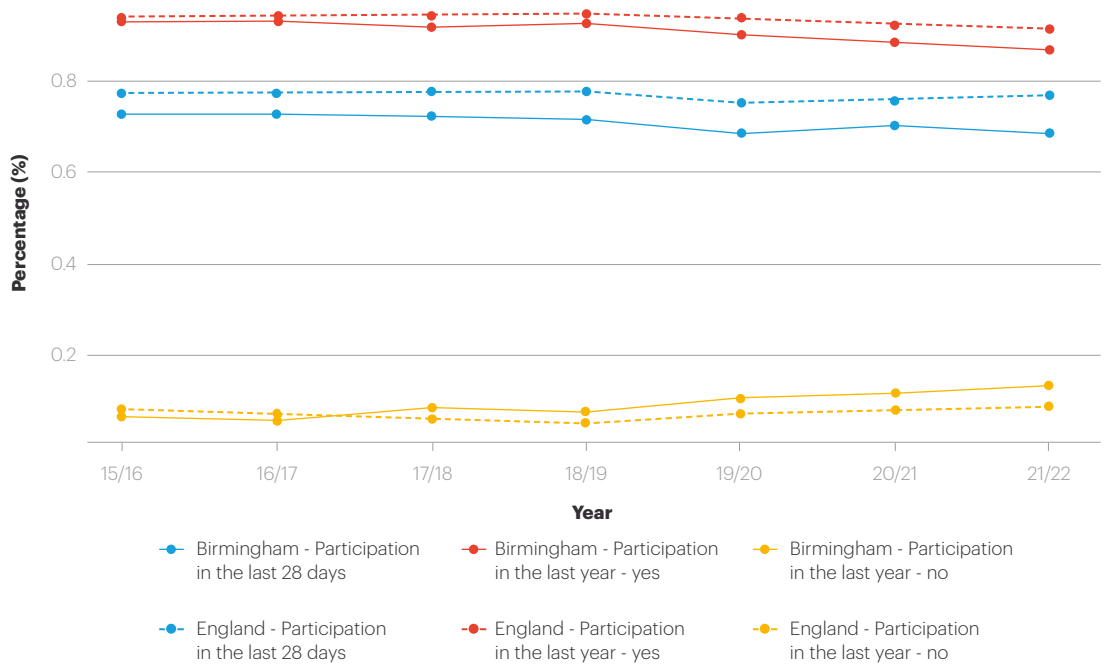 0.8
0.6
0.4
0.2
Percentage (%)
15/16 16/17 17/18 18/19 19/20 20/21 21/22
Year
Birmingham - Participation
in the last 28 days
Birmingham - Participation
in the last year - yes
Birmingham - Participation
in the last year - no
England - Participation
in the last 28 days
England - Participation
in the last year - yes
England - Participation
in the last year - no